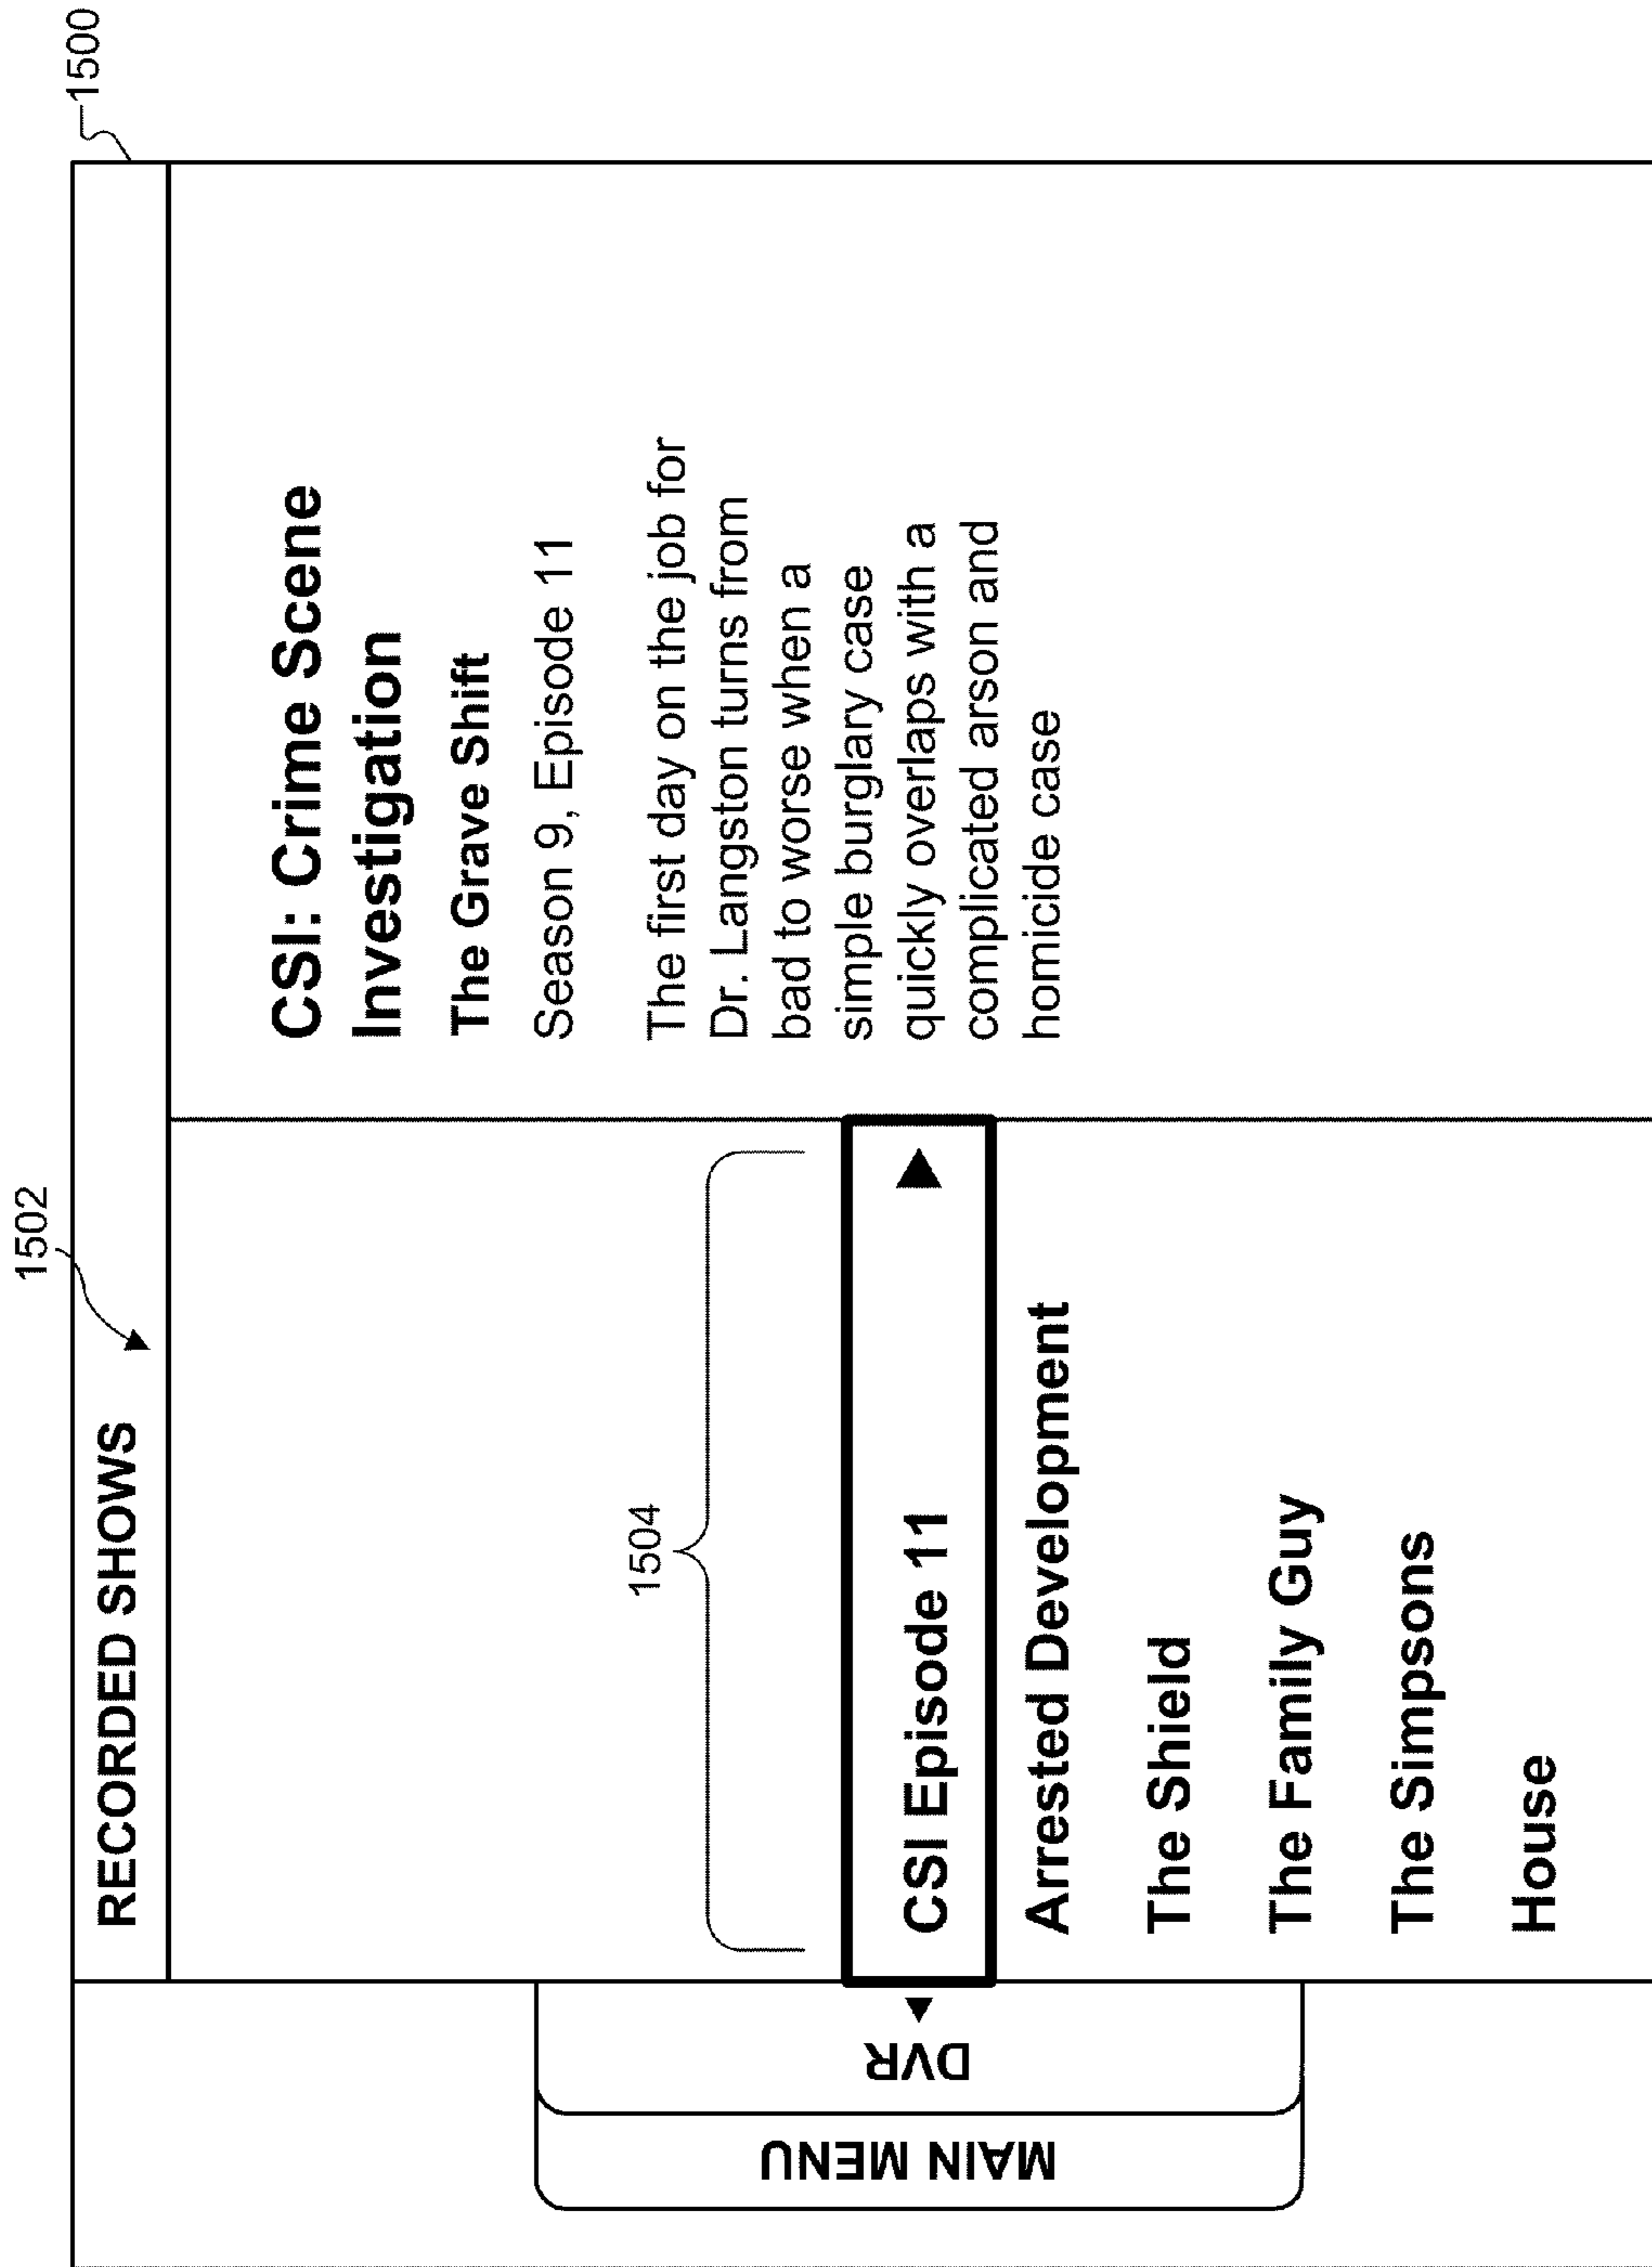 1502
1500
RECORDED SHOWS
MAIN MENU
DVR
1504
CSI Episode 11
Arrested Development
The Shield
The Family Guy
The Simpsons
House
CSI: Crime Scene
Investigation
The Grave Shift
Season 9, Episode 11
The first day on the job for
Dr. Langston turns from
bad to worse when a
simple burglary case
quickly overlaps with a
complicated arson and
homicide case